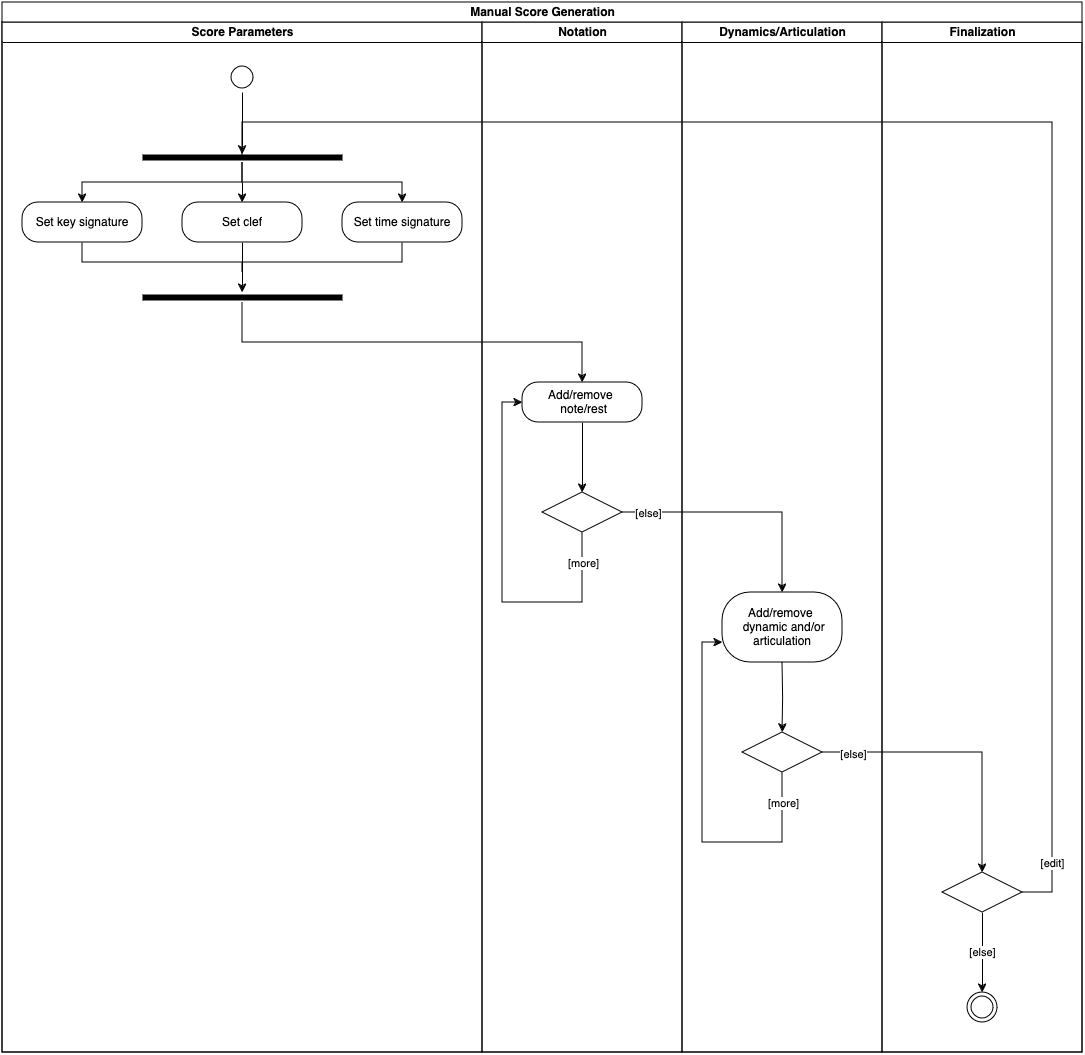 Manual Score Generation
Score Parameters
Notation
Dynamics/Articulation
Finalization
Set key signature
Set clef
Set time signature
Add/remove
note/rest
[else]
[more]
Add/remove
dynamic and/or
articulation
[else]
[more]
[edit]
[else]